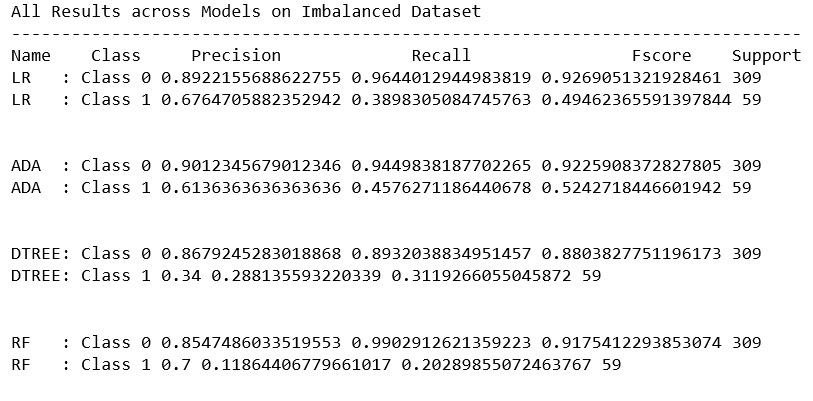 All Results across Models on Imbalanced Dataset
------------------------------------------------------------------------------
Name    Class     Precision             Recall                Fscore    Support
LR   : Class 0 0.8922155688622755 0.9644012944983819 0.9269051321928461 309
LR   : Class 1 0.6764705882352942 0.3898305084745763 0.49462365591397844 59
ADA  : Class 0 0.9012345679012346 0.9449838187702265 0.9225908372827805 309
ADA  : Class 1 0.6136363636363636 0.4576271186440678 0.5242718446601942 59
DTREE: Class 0 0.8679245283018868 0.8932038834951457 0.8803827751196173 309
DTREE: Class 1 0.34 0.288135593220339 0.3119266055045872 59
RF   : Class 0 0.8547486033519553 0.9902912621359223 0.9175412293853074 309
RF   : Class 1 0.7 0.11864406779661017 0.20289855072463767 59